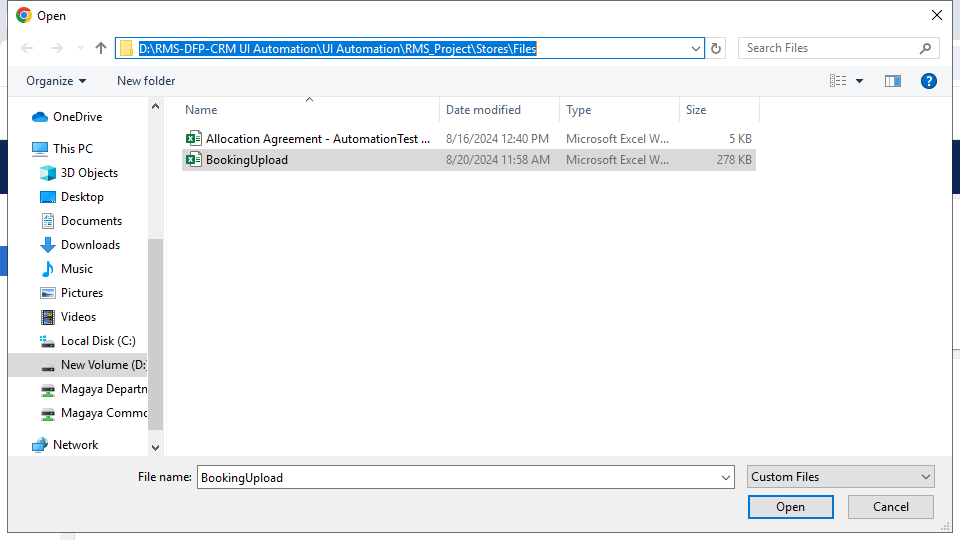 Open
D:\RMS-DFP-CRM UI Automation\UI Automation\RMS_Project\Stores\Files
Search Files
Organize
New folder
Name
Date modified
Type
Size
Allocation Agreement - AutomationTest ...
8/16/2024 12:40 PM
Microsoft Excel W...
5 KB
BookingUpload
8/20/2024 11:58 AM
Microsoft Excel W...
278 KB
OneDrive
This PC
3D Objects
Desktop
Documents
Downloads
Music
Pictures
Videos
Local Disk (C:)
New Volume (D:
Magaya Departn
Magaya Commo
Network
File name:
BookingUpload
Custom Files
Open
Cancel